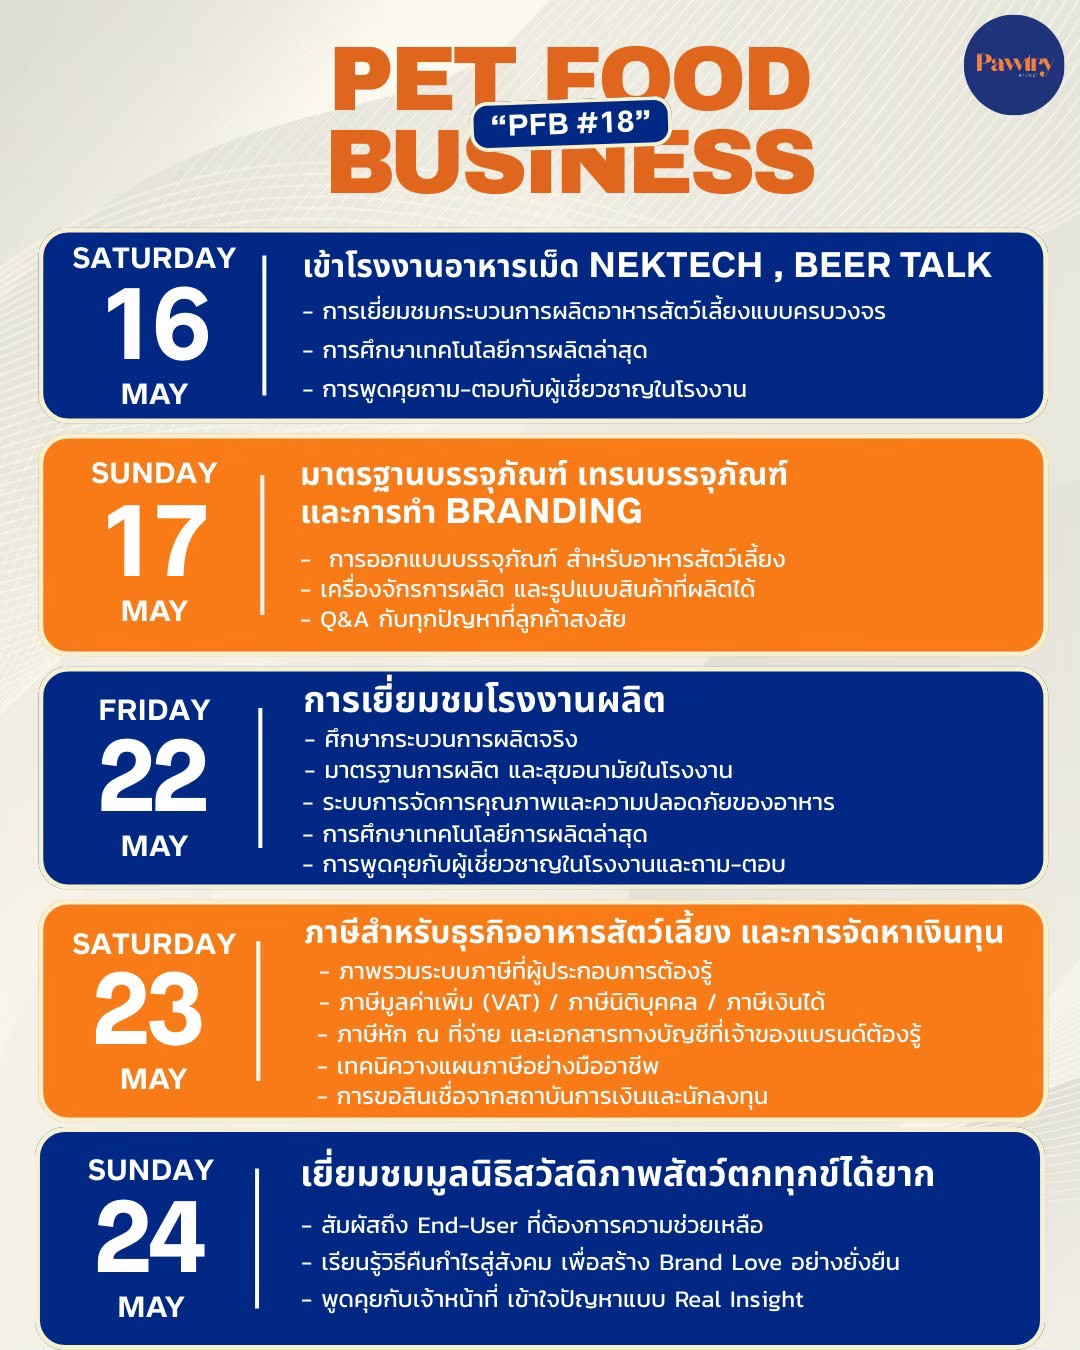 PET FOOD
"PFB #18"
BUSINESS
Pawtry
SATURDAY
16
MAY
เข้าโรงงานอาหารเม็ด NEKTECH , BEER TALK
- การเยี่ยมชมกระบวนการผลิตอาหารสัตว์เลี้ยงแบบครบวงจร
- การศึกษาเทคโนโลยีการผลิตล่าสุด
- การพูดคุยถาม-ตอบกับผู้เชี่ยวชาญในโรงงาน
SUNDAY
17
MAY
มาตรฐานบรรจุภัณฑ์ เทรนบรรจุภัณฑ์
และการทำ BRANDING
- การออกแบบบรรจุภัณฑ์ สำหรับอาหารสัตว์เลี้ยง
- เครื่องจักรการผลิต และรูปแบบสินค้าที่ผลิตได้
- Q&A กับทุกปัญหาที่ลูกค้าสงสัย
FRIDAY
22
MAY
การเยี่ยมชมโรงงานผลิต
- ศึกษากระบวนการผลิตจริง
- มาตรฐานการผลิต และสุขอนามัยในโรงงาน
- ระบบการจัดการคุณภาพและความปลอดภัยของอาหาร
- การศึกษาเทคโนโลยีการผลิตล่าสุด
- การพูดคุยกับผู้เชี่ยวชาญในโรงงานและถาม-ตอบ
SATURDAY
23
MAY
ภาษีสำหรับธุรกิจอาหารสัตว์เลี้ยง และการจัดหาเงินทุน
- ภาพรวมระบบภาษีที่ผู้ประกอบการต้องรู้
- ภาษีมูลค่าเพิ่ม (VAT) / ภาษีนิติบุคคล / ภาษีเงินได้
- ภาษีหัก ณ ที่จ่าย และเอกสารทางบัญชีที่เจ้าของแบรนด์ต้องรู้
- เทคนิควางแผนภาษีอย่างมืออาชีพ
- การขอสินเชื่อจากสถาบันการเงินและนักลงทุน
SUNDAY
24
MAY
เยี่ยมชมมูลนิธิสวัสดิภาพสัตว์ตกทุกข์ได้ยาก
- สัมผัสถึง End-User ที่ต้องการความช่วยเหลือ
- เรียนรู้วิธีคืนกำไรสู่สังคม เพื่อสร้าง Brand Love อย่างยั่งยืน
- พูดคุยกับเจ้าหน้าที่ เข้าใจปัญหาแบบ Real Insight